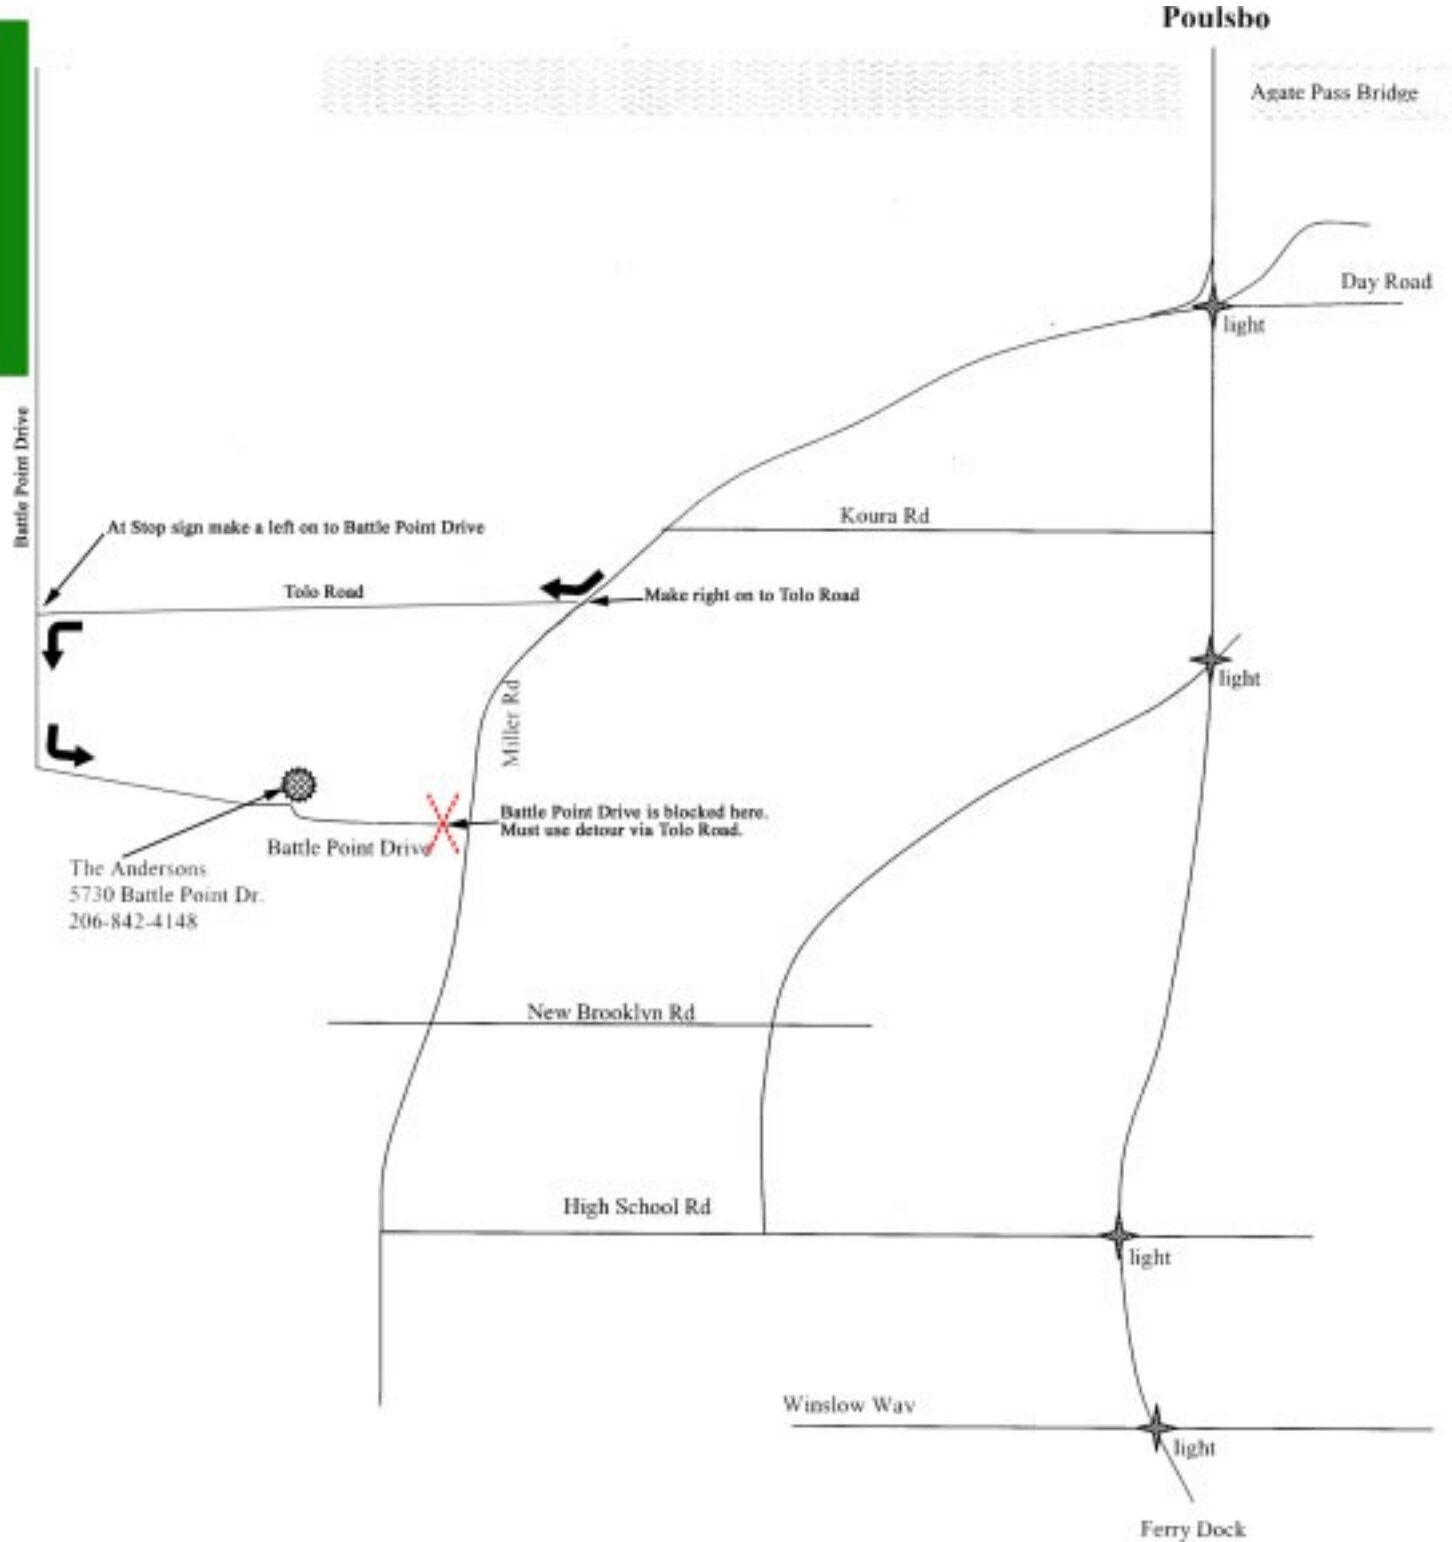 Poulsbo
Agate Pass Bridge
Day Road
light
Battle Point Drive
At Stop sign make a left on to Battle Point Drive
Koura Rd
Tolo Road
Make right on to Tolo Road
light
Miller Rd
Battle Point Drive is blocked here.
Must use detour via Tolo Road.
Battle Point Drive
The Andersons
5730 Battle Point Dr.
206-842-4148
New Brooklyn Rd
High School Rd
light
Winslow Way
light
Ferry Dock